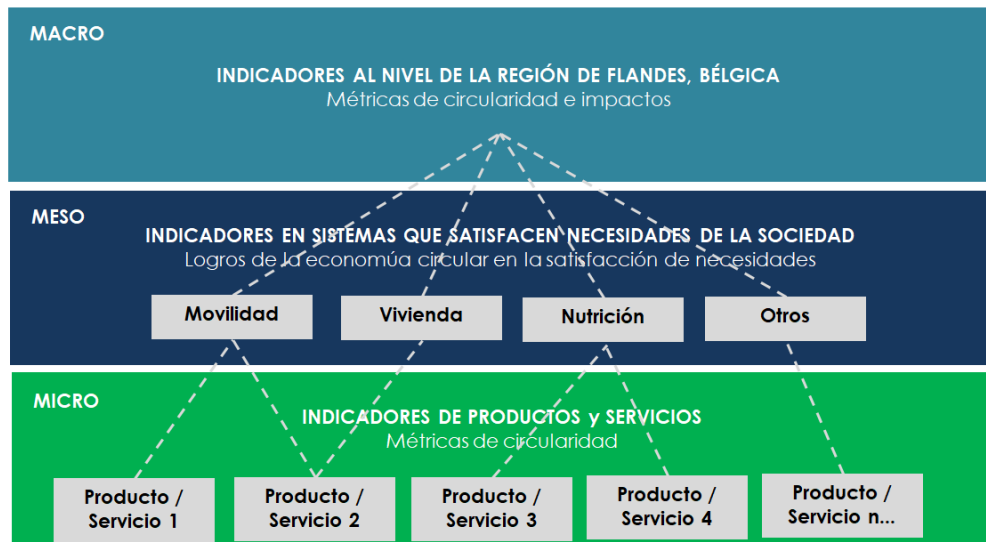 MACRO
INDICADORES AL NIVEL DE LA REGIÓN DE FLANDES, BÉLGICA
Métricas de circularidad e impactos
MESO
INDICADORES EN SISTEMAS QUE SATISFACEN NECESIDADES DE LA SOCIEDAD
Logros de la economúa circular en la satisfacción de necesidades
Movilidad
Vivienda
Nutrición
Otros
MICRO
INDICADORES DE PRODUCTOS y SERVICIOS
Métricas de circularidad
Producto /
Servicio 1
Producto /
Servicio 2
Producto /
Servicio 3
Producto /
Servicio 4
Producto /
Servicio n...